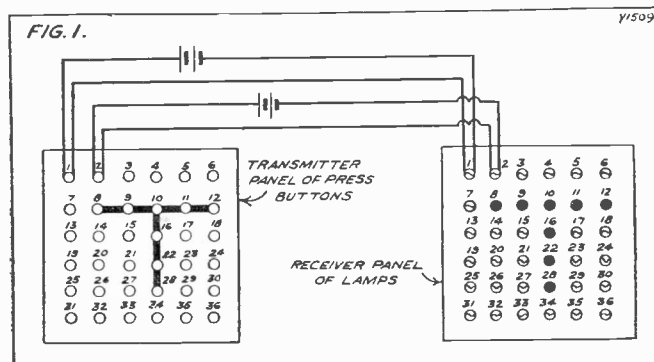 FIG. 1.
Y1509
1 2 3 4 5 6
7 8 9 10 11 12
13 14 15 16 17 18
19 20 21 22 23 24
25 26 27 28 29 30
31 32 33 24 35 36
TRANSMITTER
PANEL OF PRESS
BUTTONS
RECEIVER PANEL
OF LAMPS
1 2 3 4 5 6
7 8 9 10 11 12
13 14 15 16 17 18
19 20 21 22 23 24
25 26 27 28 29 30
31 32 33 34 35 36